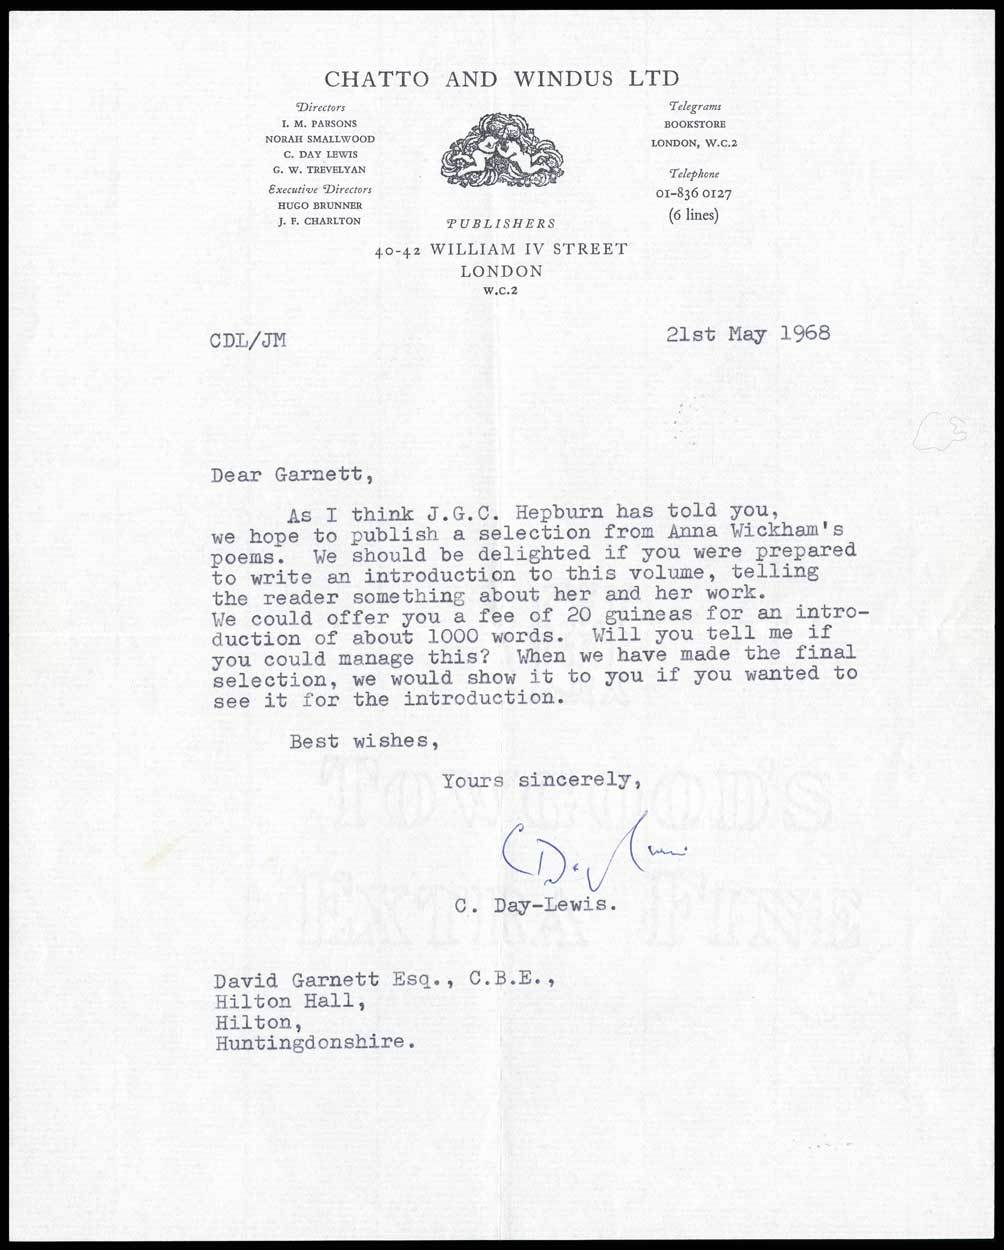 CHATTO AND WINDUS LTD
Directors
I. M. PARSONS
NORAH SMALLWOOD
C. DAY LEWIS
G. W. TREVELYAN
Executive Directors
HUGO BRUNNER
J. F. CHARLTON
Telegrams
BOOKSTORE
LONDON, W.C.2
Telephone
01-836 0127
(6 lines)
PUBLISHERS
40-42 WILLIAM IV STREET
LONDON
W.C.2
CDL/JM
21st May 1968
Dear Garnett,
As I think J.G.C. Hepburn has told you,
we hope to publish a selection from Anna Wickham's
poems. We should be delighted if you were prepared
to write an introduction to this volume, telling
the reader something about her and her work.
We could offer you a fee of 20 guineas for an intro-
duction of about 1000 words. Will you tell me if
you could manage this? When we have made the final
selection, we would show it to you if you wanted to
see it for the introduction.
Best wishes,
Yours sincerely,
C Day Lewis
C. Day-Lewis.
TOWGOOD'S
EXTRA FINE
David Garnett Esq., C.B.E.,
Hilton Hall,
Hilton,
Huntingdonshire.